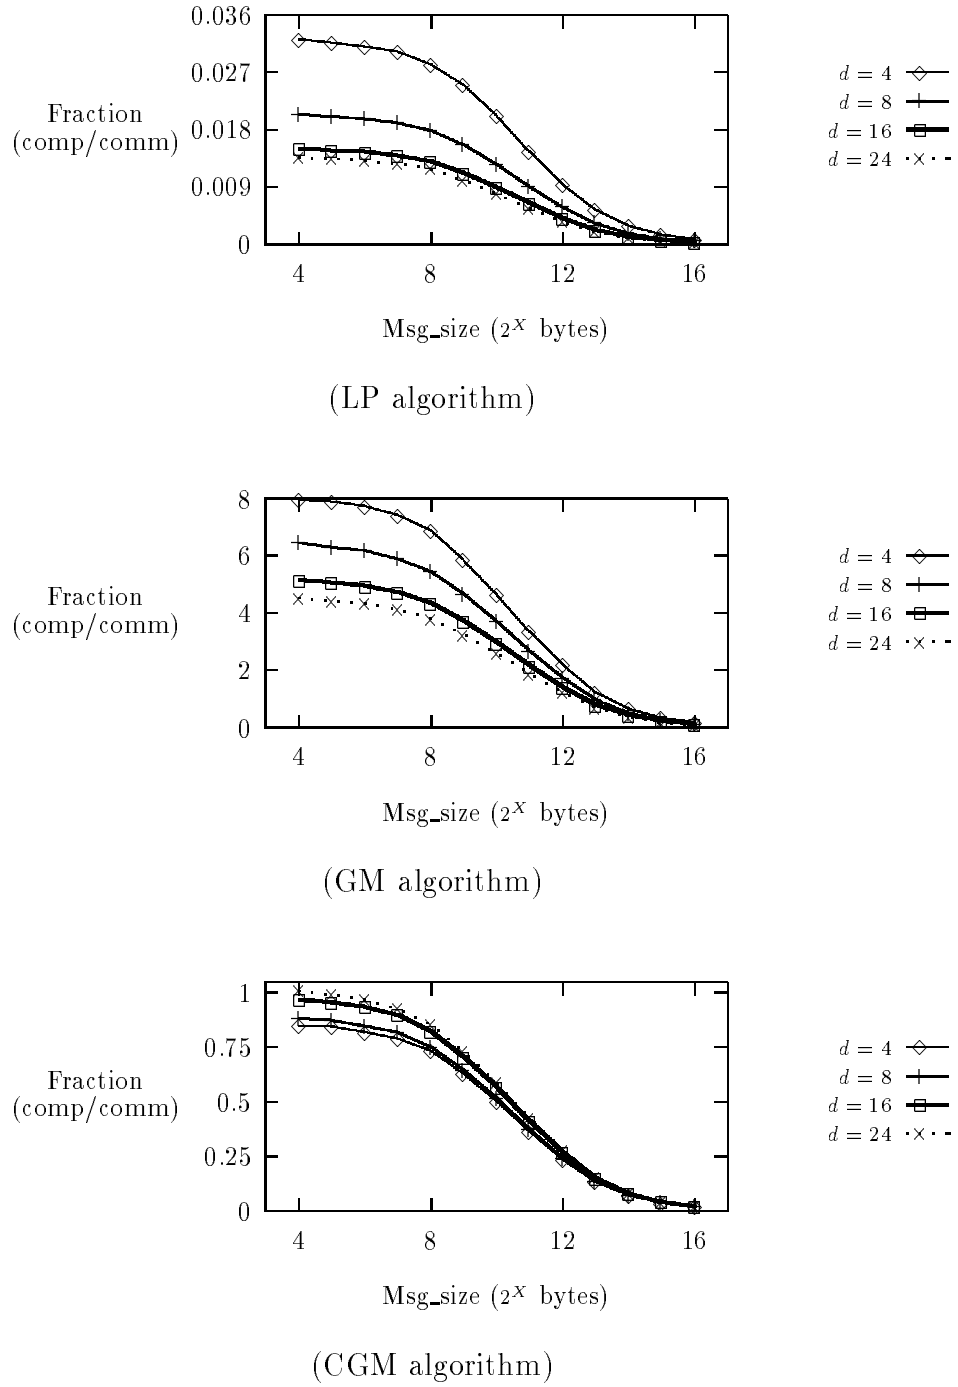 0.036
0.027
0.018
0.009
0
Fraction
(comp/comm)
4 8 12 16
Msg_size (2^X bytes)
d = 4
d = 8
d = 16
d = 24
(LP algorithm)
8
6
4
2
0
Fraction
(comp/comm)
4 8 12 16
Msg_size (2^X bytes)
d = 4
d = 8
d = 16
d = 24
(GM algorithm)
1
0.75
0.5
0.25
0
Fraction
(comp/comm)
4 8 12 16
Msg_size (2^X bytes)
d = 4
d = 8
d = 16
d = 24
(CGM algorithm)